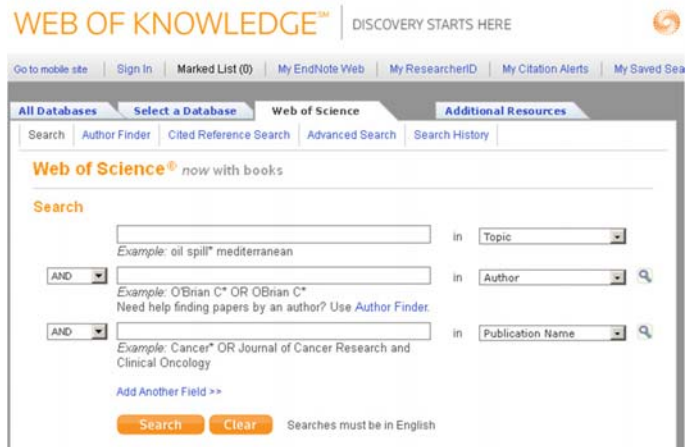 WEB OF KNOWLEDGE℠ | DISCOVERY STARTS HERE
Go to mobile site | Sign In | Marked List (0) | My EndNote Web | My ResearcherID | My Citation Alerts | My Saved Sea
All Databases Select a Database Web of Science Additional Resources
Search | Author Finder | Cited Reference Search | Advanced Search | Search History
Web of Science® now with books
Search
in Topic
Example: oil spill* mediterranean
AND in Author
Example: O'Brian C* OR OBrian C*
Need help finding papers by an author? Use Author Finder.
AND in Publication Name
Example: Cancer* OR Journal of Cancer Research and
Clinical Oncology
Add Another Field >>
Search Clear Searches must be in English